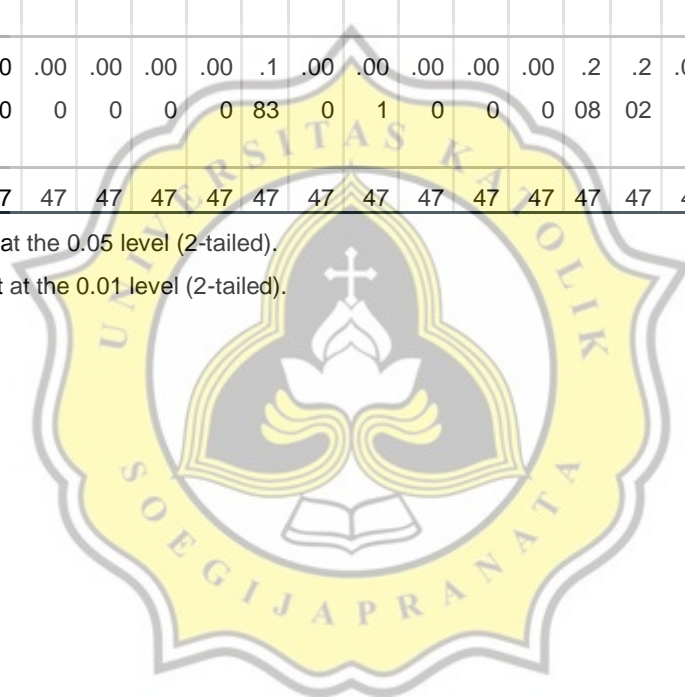 0 .00 .00 .00 .00 .1 .00 .00 .00 .00 .00 .2 .2 .0
0 0 0 0 0 83 0 1 0 0 0 08 02
7 47 47 47 47 47 47 47 47 47 47 47 47 4
at the 0.05 level (2-tailed).
t at the 0.01 level (2-tailed).
UNIVERSITAS KATOLIK
SOEGIJAPRANATA